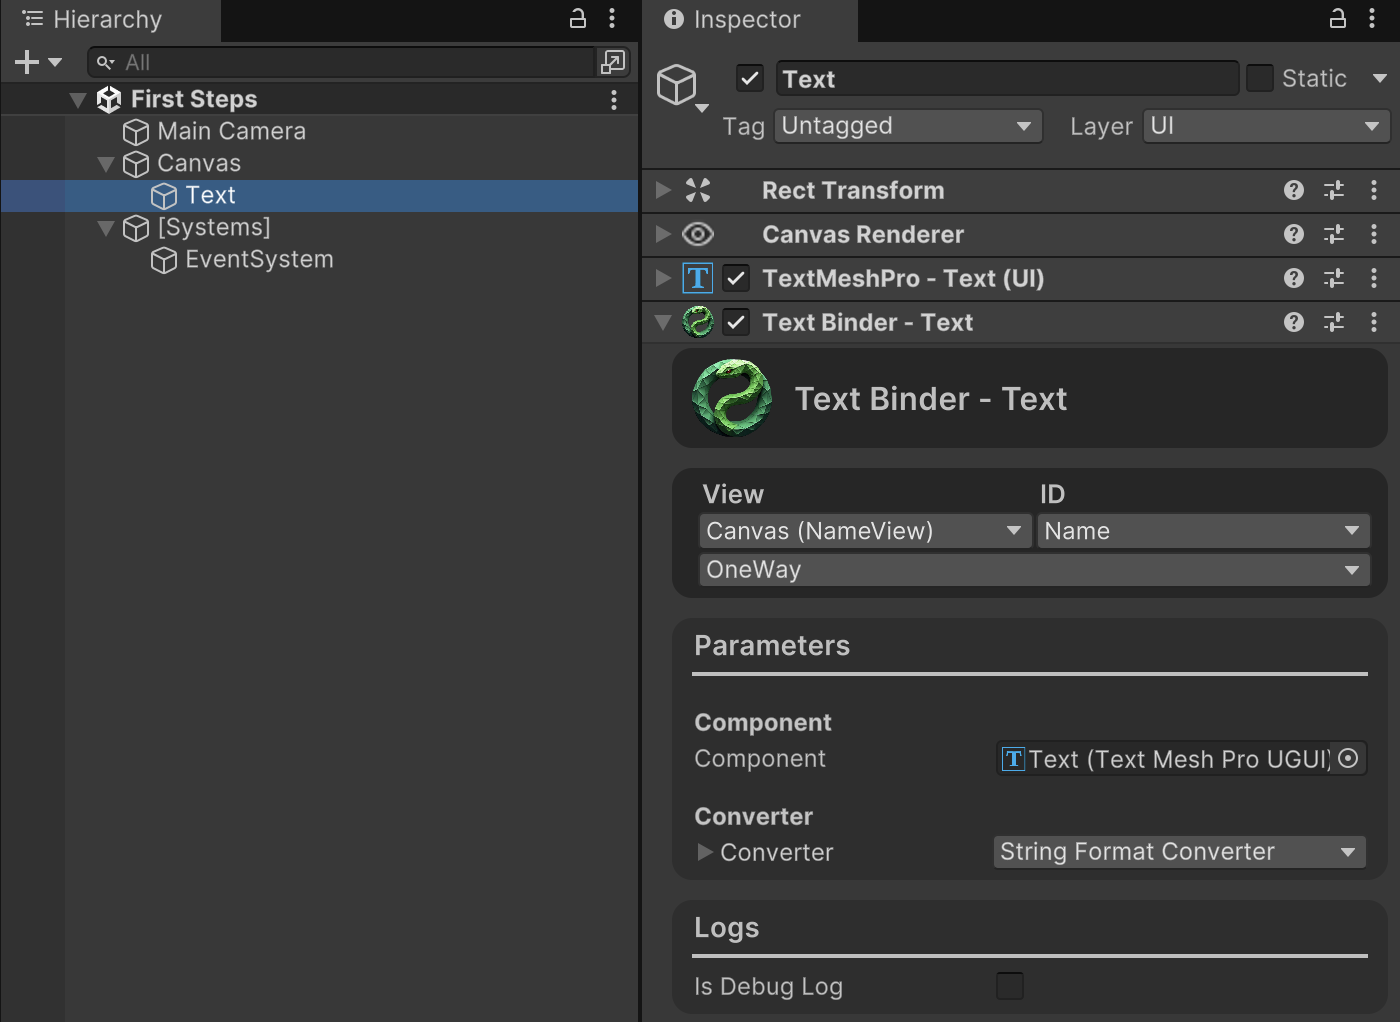 Hierarchy
All
First Steps
Main Camera
Canvas
Text
[Systems]
EventSystem
Inspector
Text
Static
Tag Untagged Layer UI
Rect Transform
Canvas Renderer
T TextMeshPro - Text (UI)
Text Binder - Text
Text Binder - Text
View ID
Canvas (NameView) Name
OneWay
Parameters
Component
Component T Text (Text Mesh Pro UGUI)
Converter
Converter String Format Converter
Logs
Is Debug Log